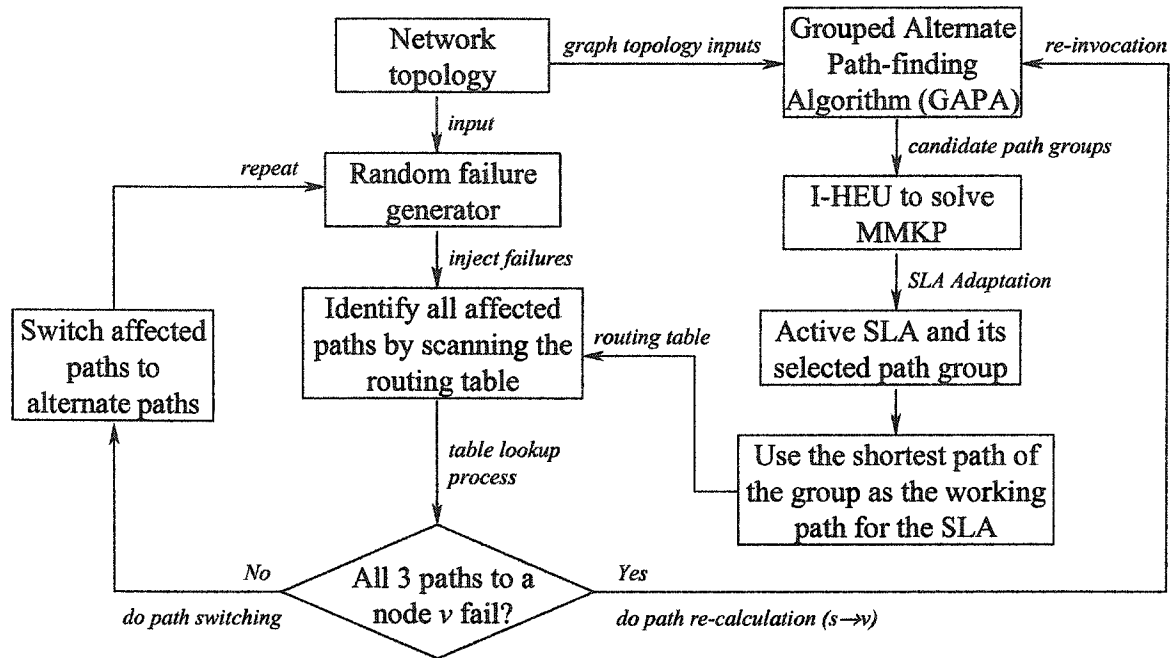 Network
topology
graph topology inputs
Grouped Alternate
Path-finding
Algorithm (GAPA)
re-invocation
input
candidate path groups
repeat
Random failure
generator
I-HEU to solve
MMKP
inject failures
SLA Adaptation
Switch affected
paths to
alternate paths
Identify all affected
paths by scanning the
routing table
routing table
Active SLA and its
selected path group
table lookup
process
Use the shortest path of
the group as the working
path for the SLA
No
do path switching
All 3 paths to a
node v fail?
Yes
do path re-calculation (s→v)